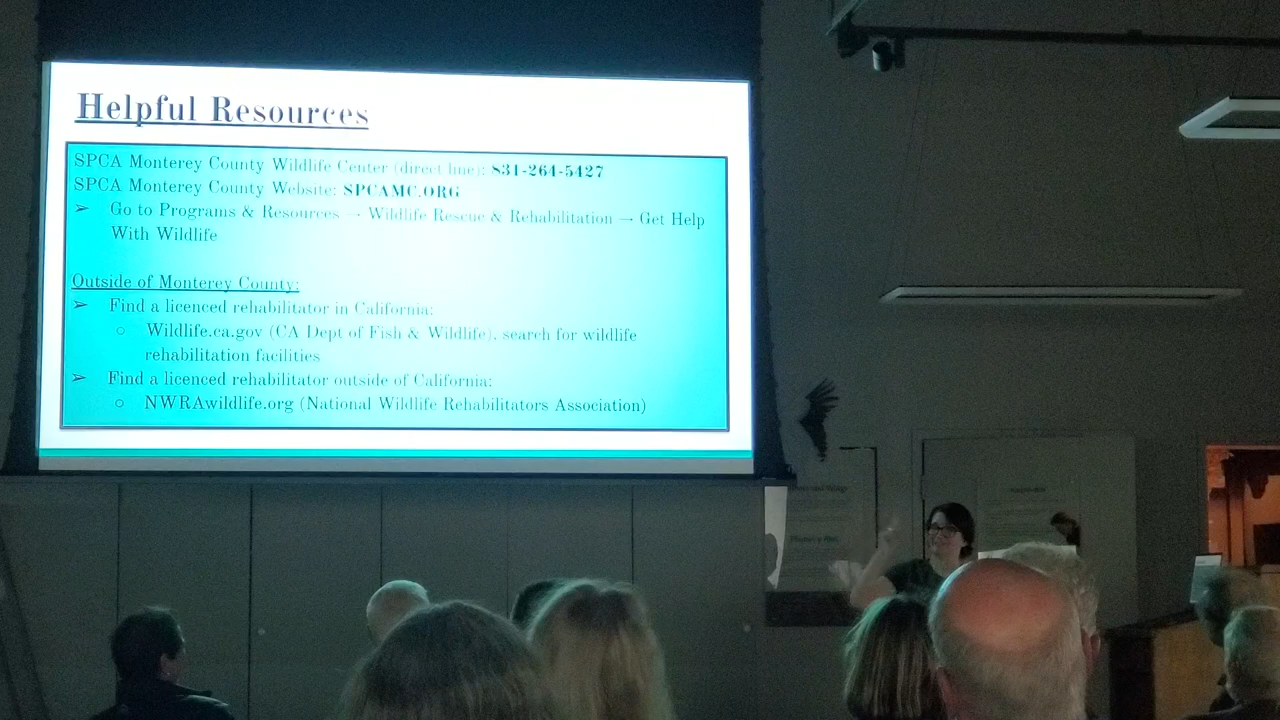 Helpful Resources
SPCA Monterey County Wildlife Center (direct line): 831-264-5427
SPCA Monterey County Website: SPCAMC.ORG
➢ Go to Programs & Resources → Wildlife Rescue & Rehabilitation → Get Help
With Wildlife
Outside of Monterey County:
➢ Find a licenced rehabilitator in California:
○ Wildlife.ca.gov (CA Dept of Fish & Wildlife), search for wildlife
rehabilitation facilities
➢ Find a licenced rehabilitator outside of California:
○ NWRAwildlife.org (National Wildlife Rehabilitators Association)